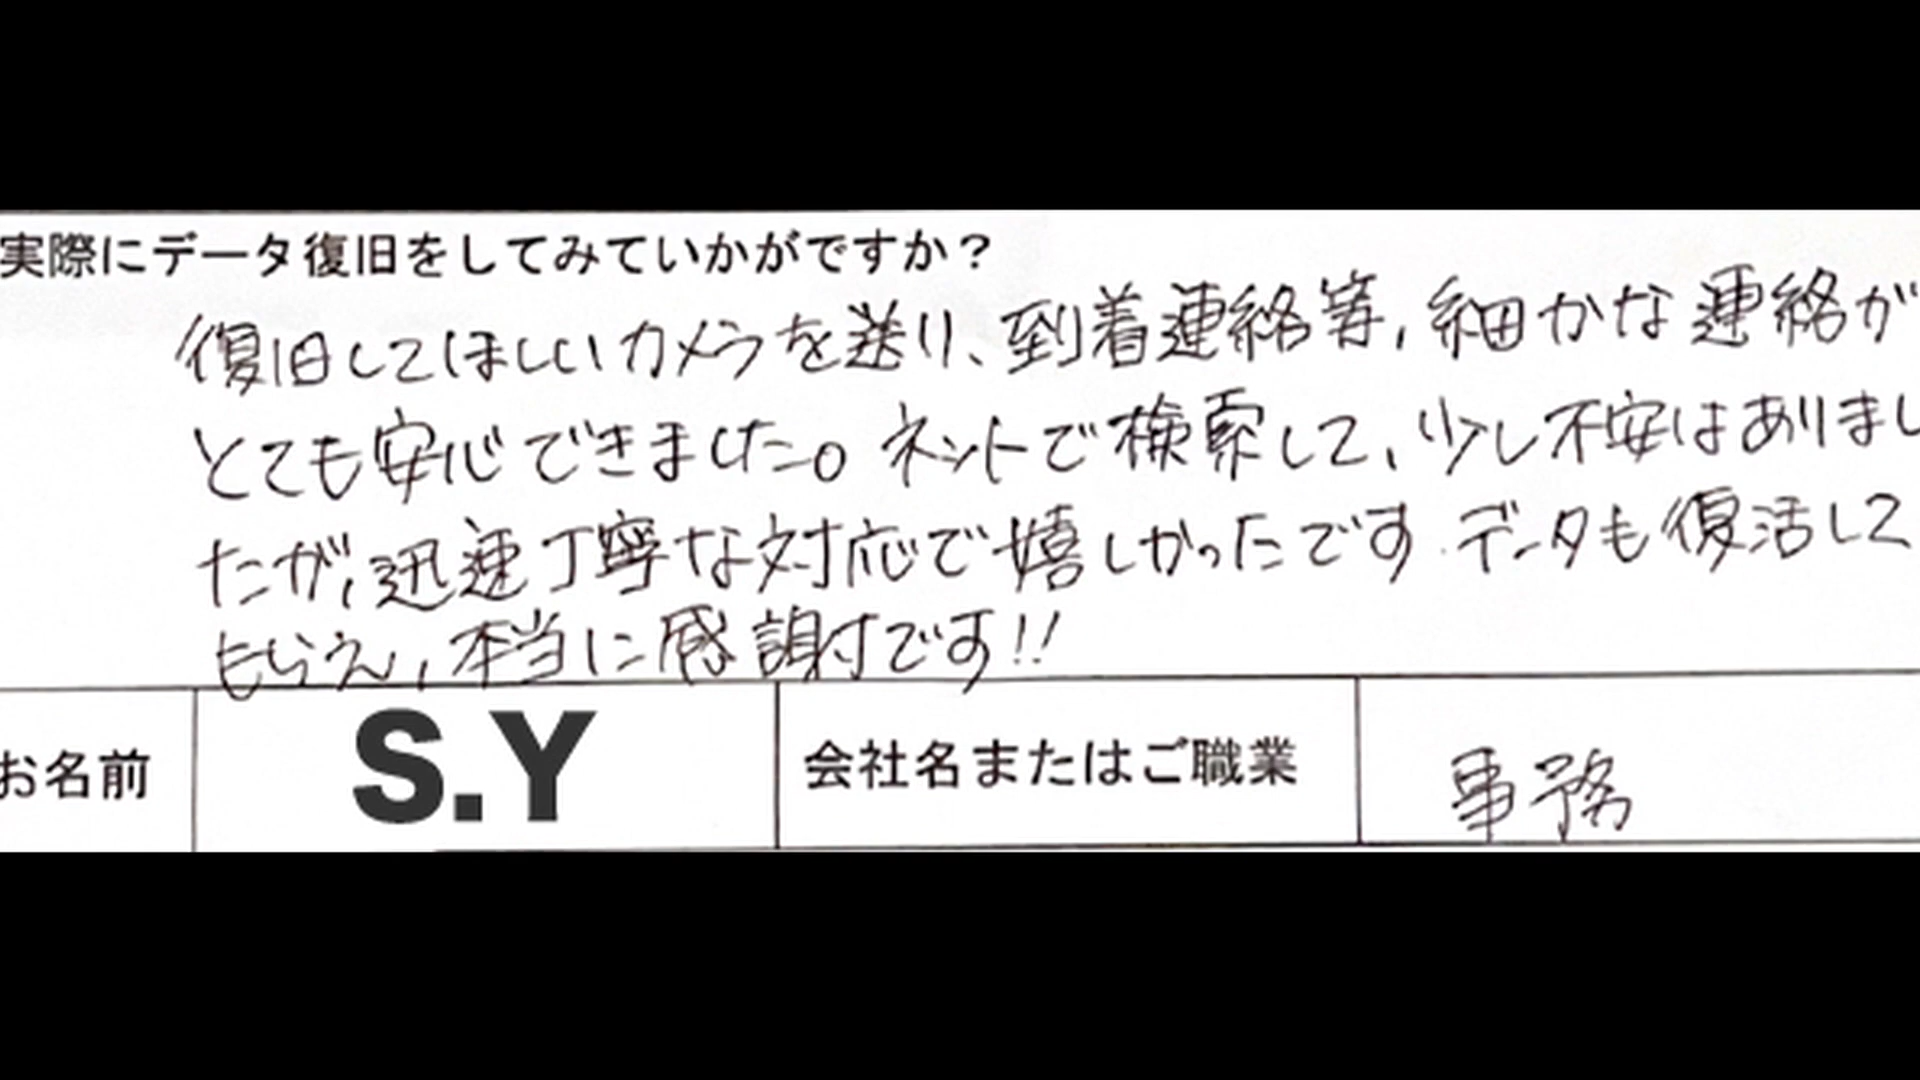 実際にデータ復旧をしてみていかがですか？
復旧してほしいカメラを送り、到着連絡等、細かな連絡が
とても安心できました。ネットで検索して、少し不安はありまし
たが、迅速丁寧な対応で嬉しかったです データも復活して
もらえ、本当に感謝です!!
お名前 S.Y 会社名またはご職業 事務